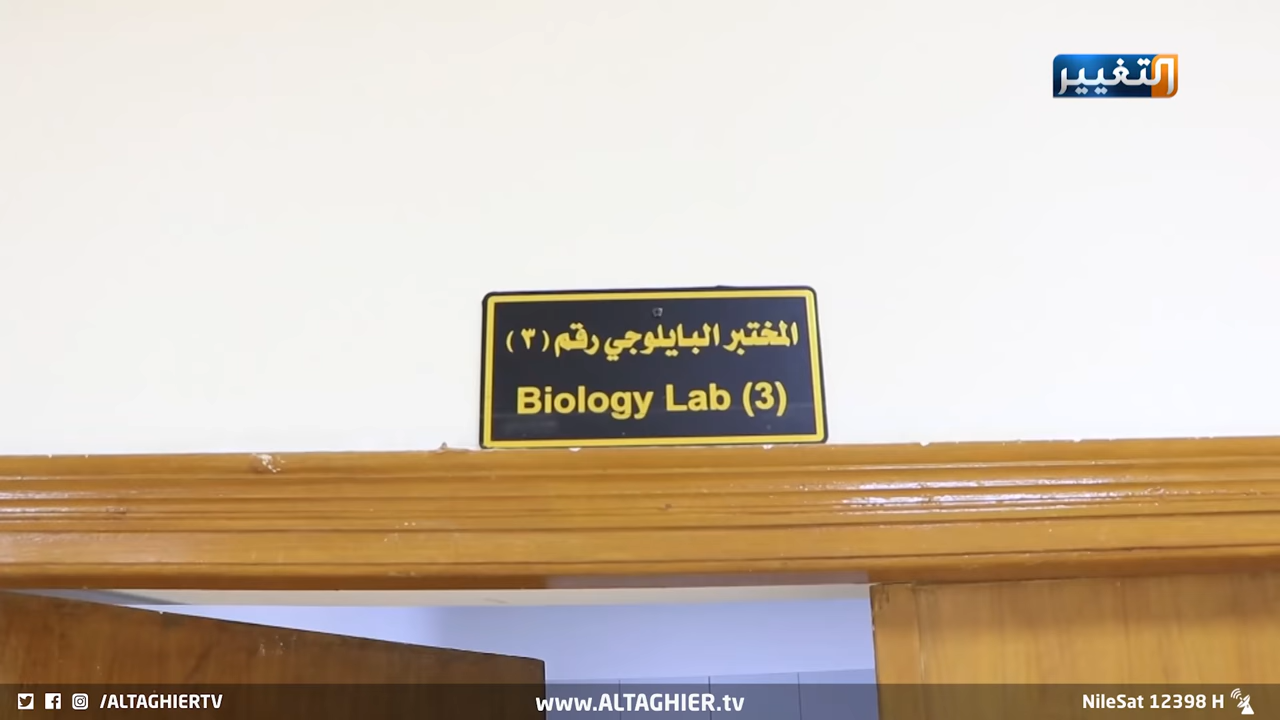 التغيير
المختبر البايلوجي رقم (٣)
Biology Lab (3)
/ALTAGHIERTV
www.ALTAGHIER.tv
NileSat 12398 H